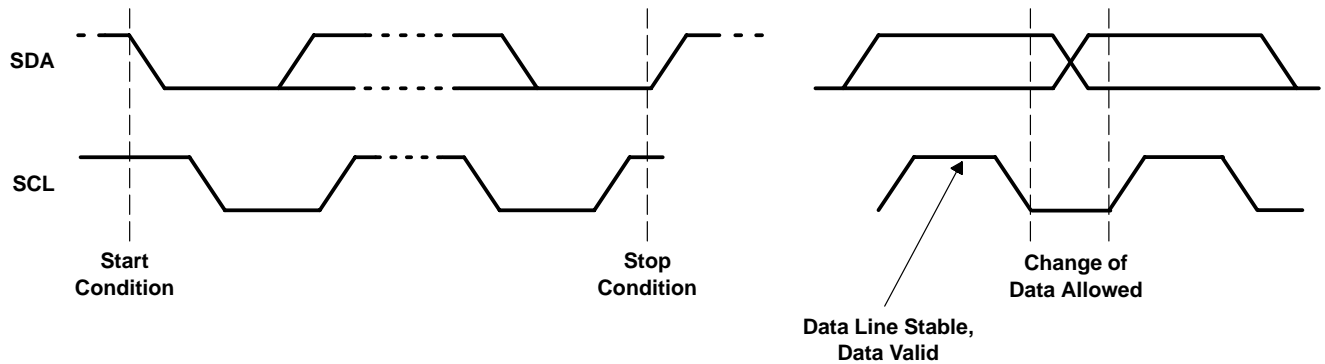 SDA
SCL
Start
Condition
Stop
Condition
Change of
Data Allowed
Data Line Stable,
Data Valid